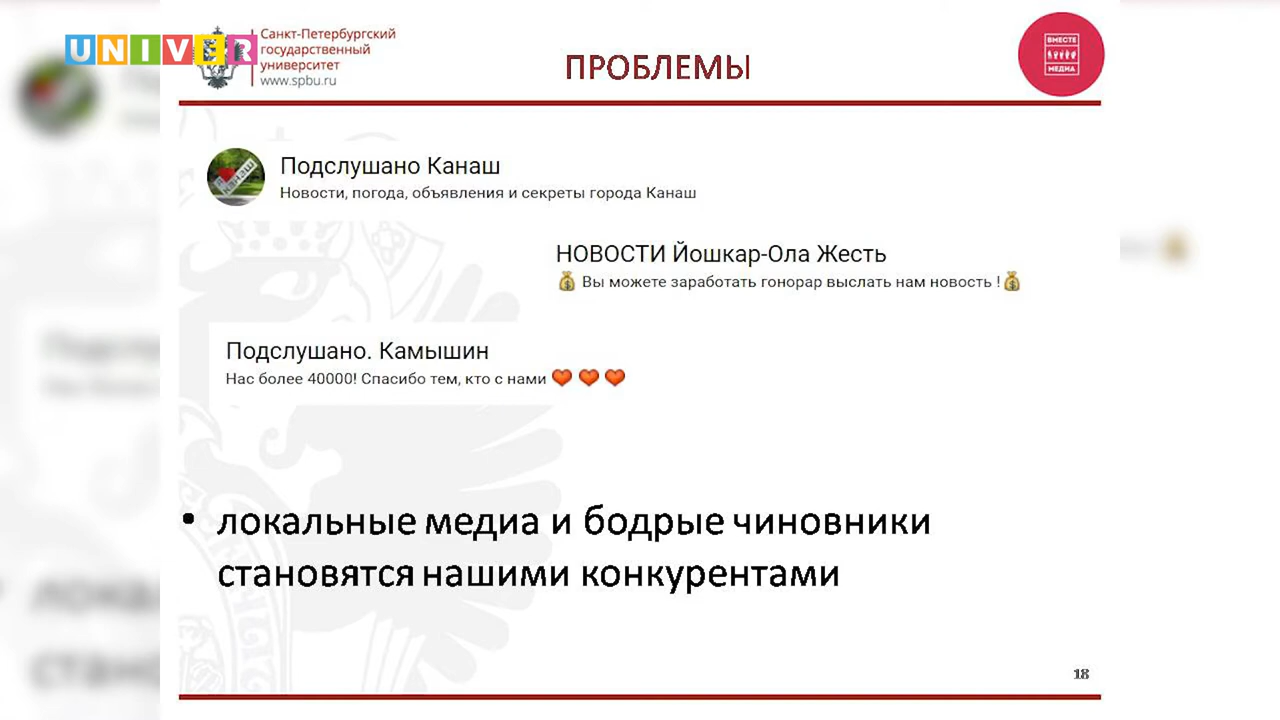 UNIVER
Санкт-Петербургский
государственный
университет
www.spbu.ru
ПРОБЛЕМЫ
ВМЕСТЕ
МЕДИА
Подслушано Канаш
Новости, погода, объявления и секреты города Канаш
НОВОСТИ Йошкар-Ола Жесть
💰 Вы можете заработать гонорар выслать нам новость !💰
Подслушано. Камышин
Нас более 40000! Спасибо тем, кто с нами ❤️ ❤️ ❤️
• локальные медиа и бодрые чиновники
становятся нашими конкурентами
18